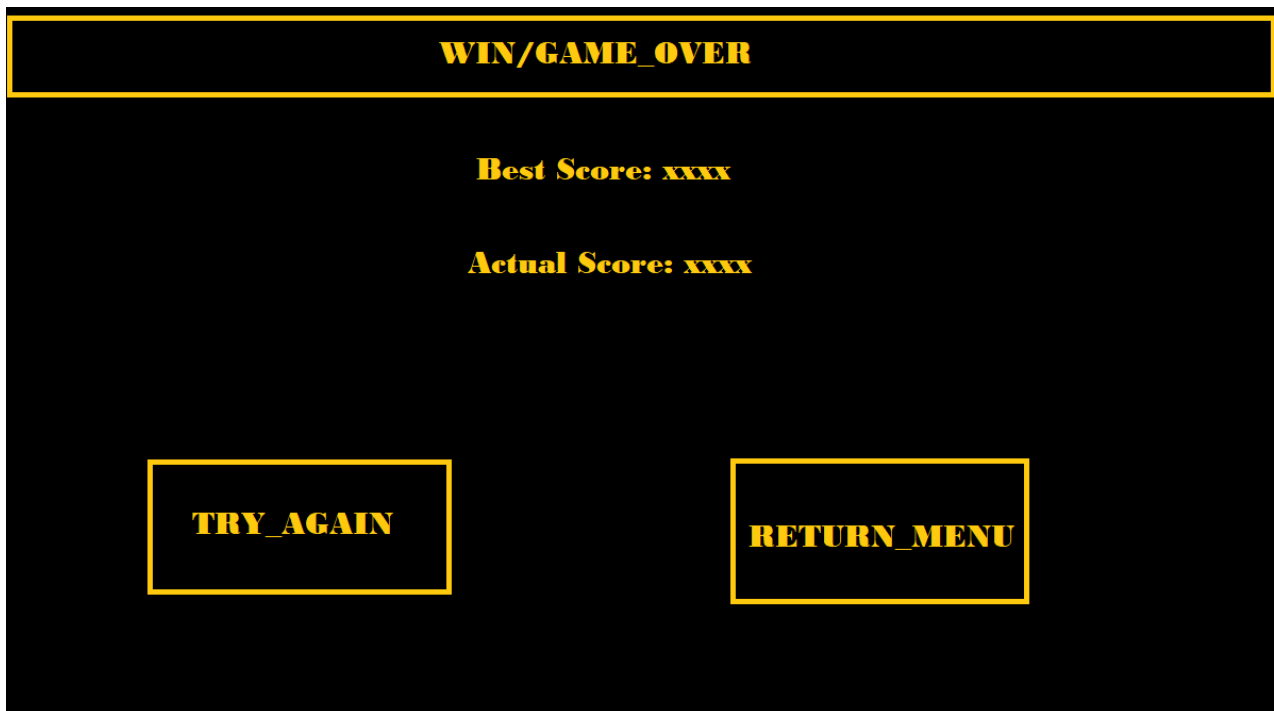 WIN/GAME_OVER
Best Score: xxxx
Actual Score: xxxx
TRY_AGAIN
RETURN_MENU